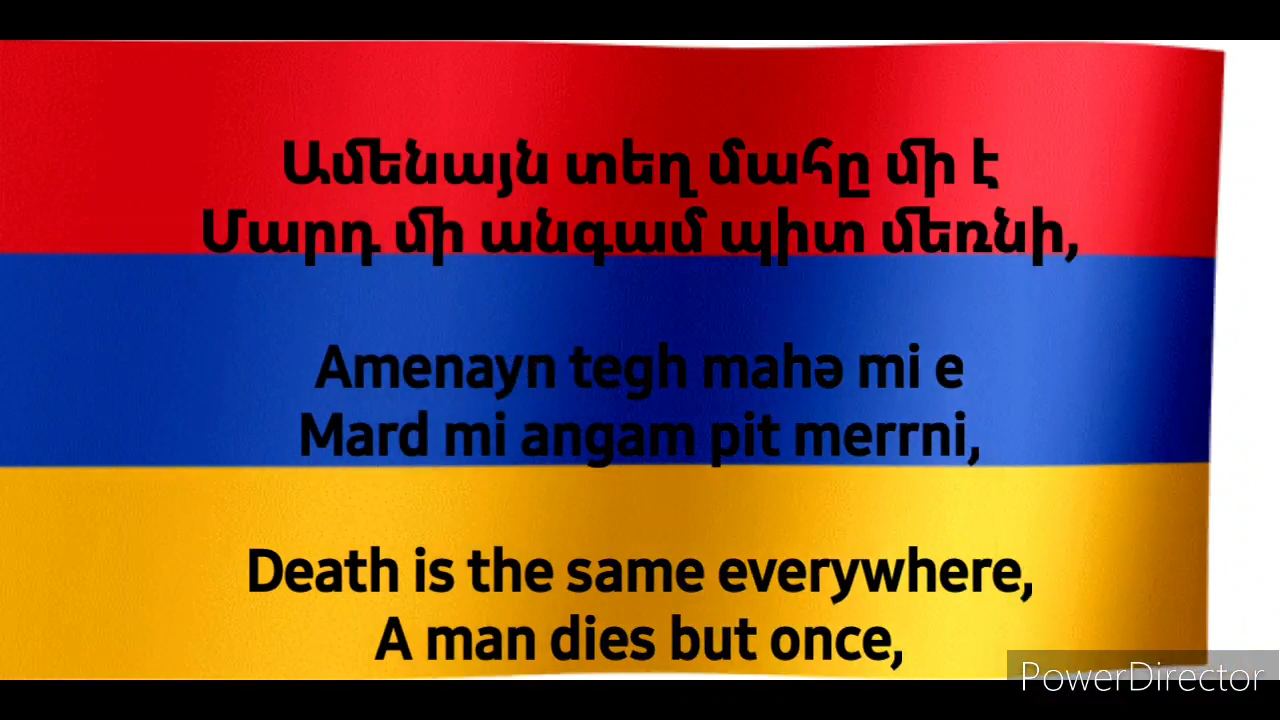 Ամենայն տեղ մահը մի է
Մարդ մի անգամ պիտ մեռնի,
Amenayn tegh mahə mi e
Mard mi angam pit merrni,
Death is the same everywhere,
A man dies but once,
PowerDirector